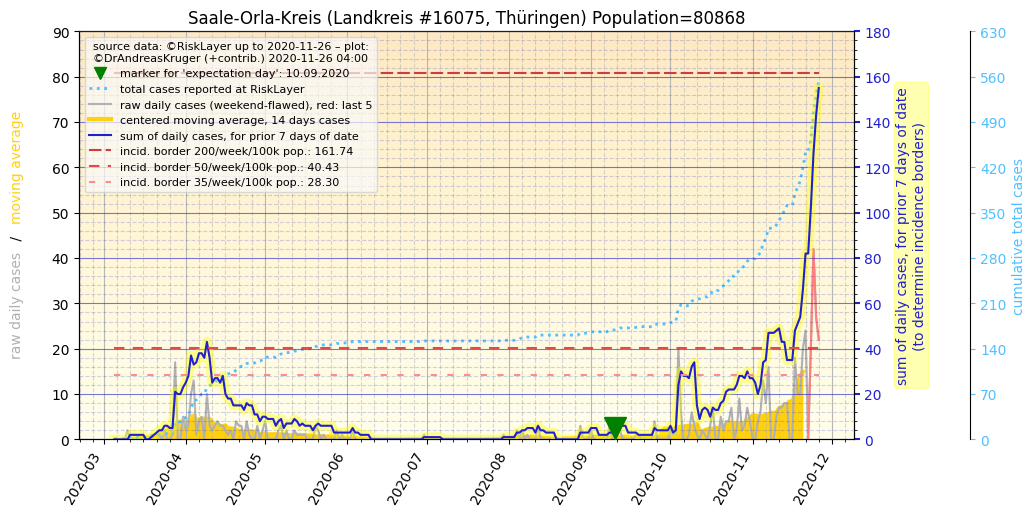 Saale-Orla-Kreis (Landkreis #16075, Thüringen) Population=80868
source data: ©RiskLayer up to 2020-11-26 – plot:
©DrAndreasKruger (+contrib.) 2020-11-26 04:00
marker for 'expectation day': 10.09.2020
total cases reported at RiskLayer
raw daily cases (weekend-flawed), red: last 5
centered moving average, 14 days cases
sum of daily cases, for prior 7 days of date
incid. border 200/week/100k pop.: 161.74
incid. border 50/week/100k pop.: 40.43
incid. border 35/week/100k pop.: 28.30
raw daily cases / moving average
90
80
70
60
50
40
30
20
10
0
180
160
140
120
100
80
60
40
20
0
sum of daily cases, for prior 7 days of date
(to determine incidence borders)
630
560
490
420
350
280
210
140
70
0
cumulative total cases
2020-03
2020-04
2020-05
2020-06
2020-07
2020-08
2020-09
2020-10
2020-11
2020-12